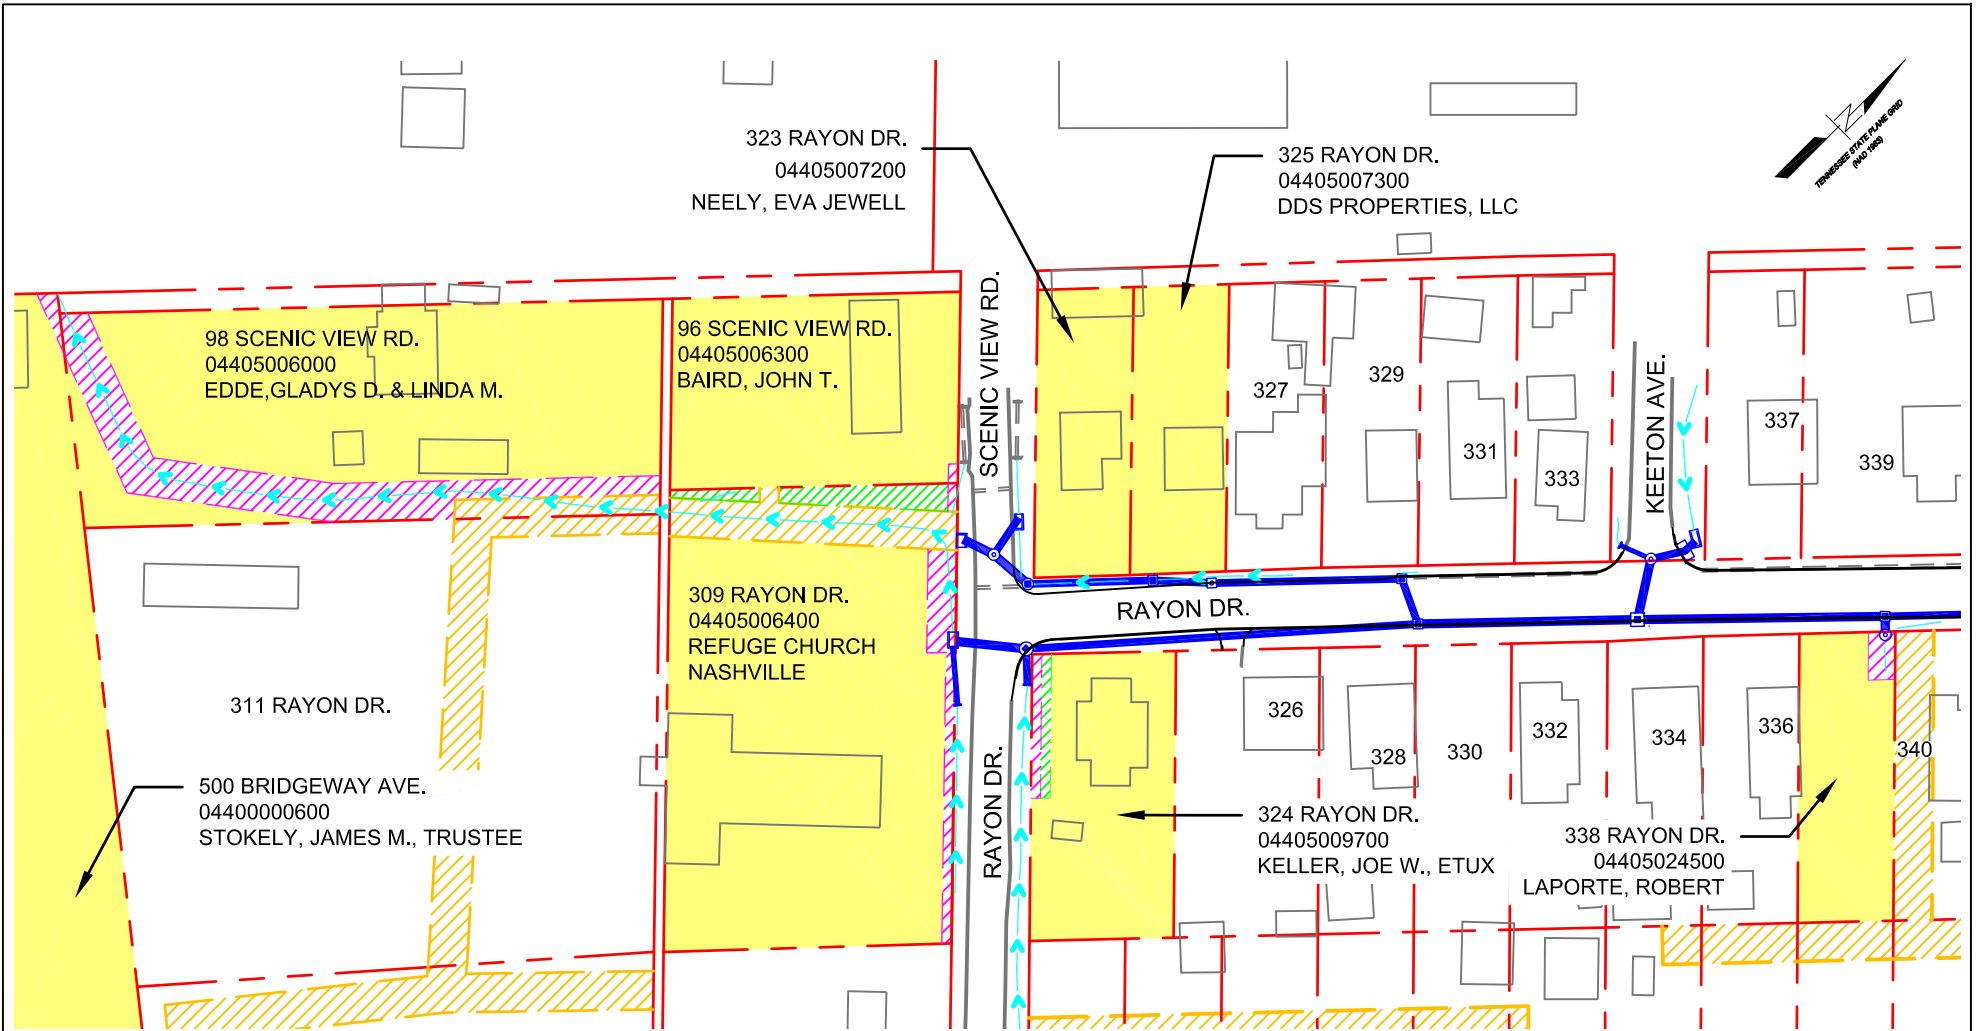 323 RAYON DR.
04405007200
NEELY, EVA JEWELL
325 RAYON DR.
04405007300
DDS PROPERTIES, LLC
N
TENNESSEE STATE PLANE GRID
(NAD 1983)
98 SCENIC VIEW RD.
04405006000
EDDE,GLADYS D. & LINDA M.
96 SCENIC VIEW RD.
04405006300
BAIRD, JOHN T.
SCENIC VIEW RD.
327
329
331
333
KEETON AVE.
337
339
309 RAYON DR.
04405006400
REFUGE CHURCH
NASHVILLE
RAYON DR.
311 RAYON DR.
500 BRIDGEWAY AVE.
04400000600
STOKELY, JAMES M., TRUSTEE
RAYON DR.
326
328
330
332
334
336
340
324 RAYON DR.
04405009700
KELLER, JOE W., ETUX
338 RAYON DR.
04405024500
LAPORTE, ROBERT